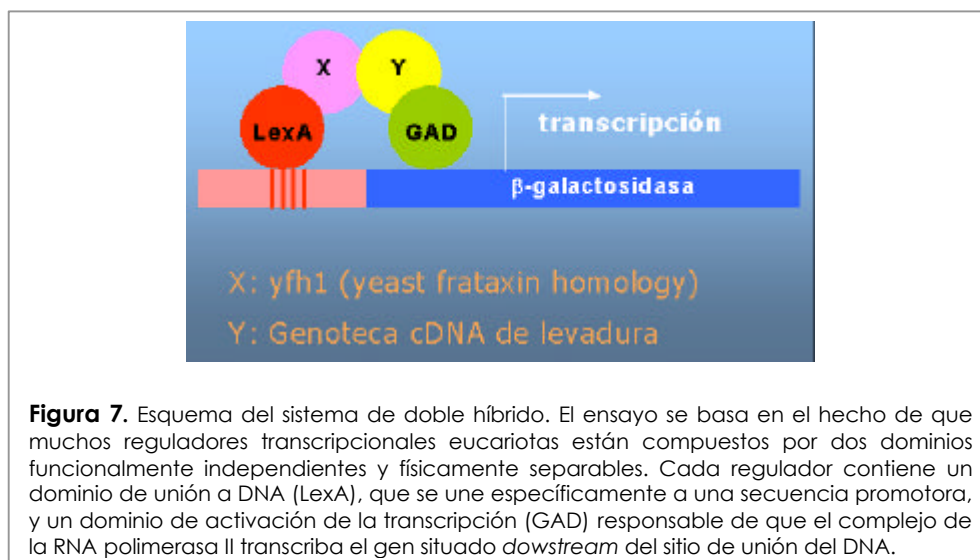 X Y
LexA GAD transcripción
β-galactosidasa
X: yfh1 (yeast frataxin homology)
Y: Genoteca cDNA de levadura
Figura 7. Esquema del sistema de doble híbrido. El ensayo se basa en el hecho de que
muchos reguladores transcripcionales eucariotas están compuestos por dos dominios
funcionalmente independientes y físicamente separables. Cada regulador contiene un
dominio de unión a DNA (LexA), que se une específicamente a una secuencia promotora,
y un dominio de activación de la transcripción (GAD) responsable de que el complejo de
la RNA polimerasa II transcriba el gen situado dowstream del sitio de unión del DNA.